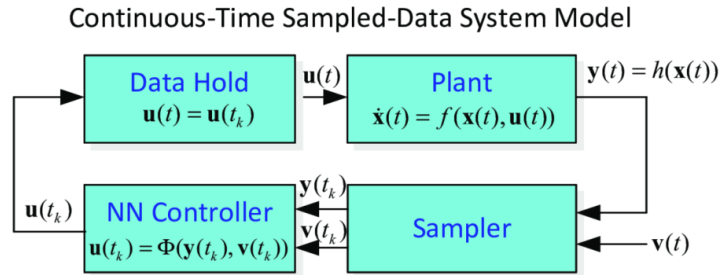 Continuous-Time Sampled-Data System Model
Data Hold
u(t) = u(t_k)
u(t)
Plant
ẋ(t) = f(x(t), u(t))
y(t) = h(x(t))
u(t_k)
NN Controller
u(t_k) = Φ(y(t_k), v(t_k))
y(t_k)
v(t_k)
Sampler
v(t)